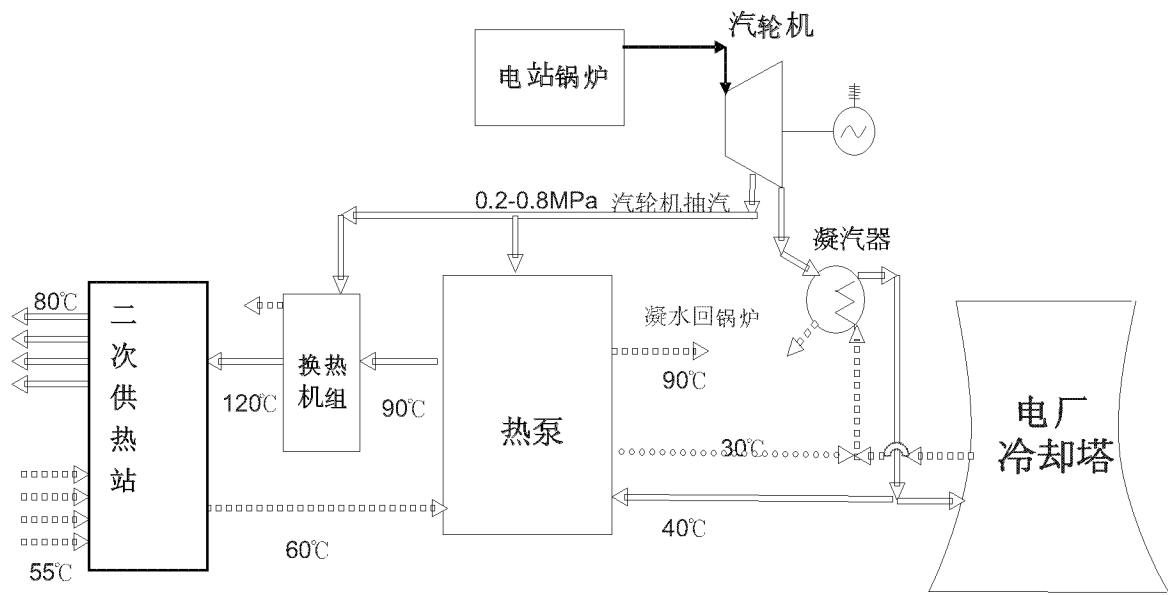 汽轮机
电站锅炉
0.2-0.8MPa 汽轮机抽汽
凝汽器
80℃
二次供热站
凝水回锅炉
换热
机组
120℃
90℃
90℃
热泵
30℃
电厂
冷却塔
40℃
60℃
55℃